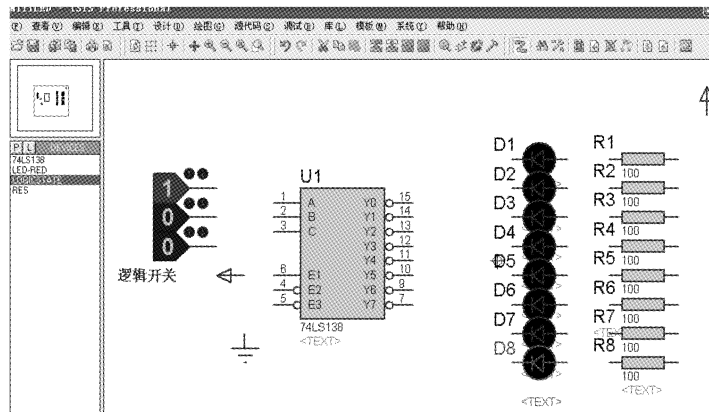 ISIS Professional
查看(V) 编辑(E) 工具(T) 设计(D) 绘图(G) 源代码(S) 调试(B) 库(L) 模板(M) 系统(Y) 帮助(H)
P L DEVICES
74LS138
LED-RED
LOGICSTATE
RES
1
0
0
逻辑开关
U1
1 A Y0 15
2 B Y1 14
3 C Y2 13
Y3 12
Y4 11
6 E1 Y5 10
4 E2 Y6 9
5 E3 Y7 7
74LS138
<TEXT>
D1
D2
D3
D4
D5
D6
D7
D8
<TEXT>
R1
100
R2
100
R3
100
R4
100
R5
100
R6
100
R7
100
R8
100
<TEXT>